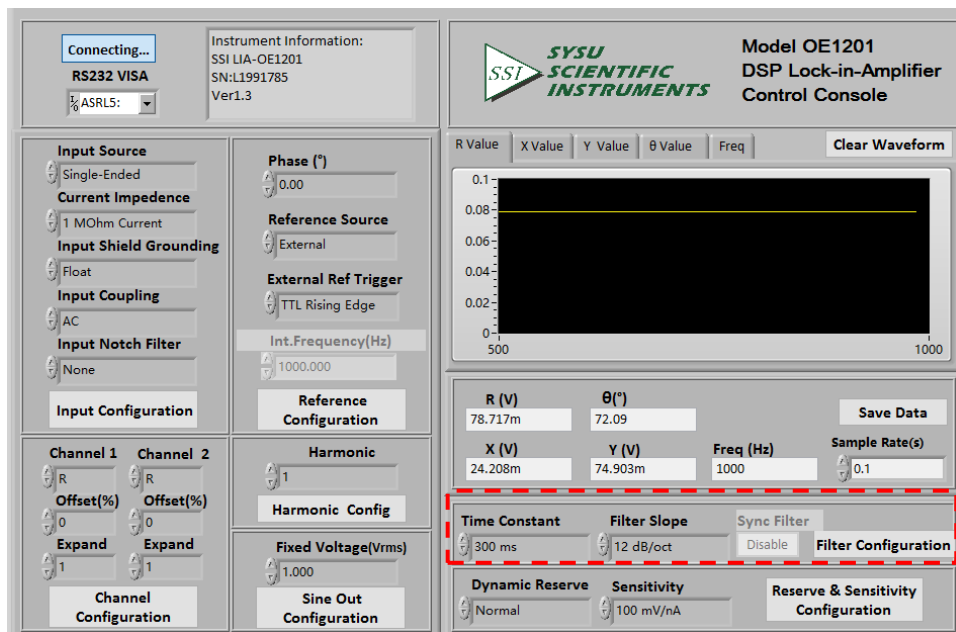 Connecting...
RS232 VISA
ASRL5:
Instrument Information:
SSI LIA-OE1201
SN:L1991785
Ver1.3
SSI
SYSU
SCIENTIFIC
INSTRUMENTS
Model OE1201
DSP Lock-in-Amplifier
Control Console
Input Source
Single-Ended
Current Impedence
1 MOhm Current
Input Shield Grounding
Float
Input Coupling
AC
Input Notch Filter
None
Input Configuration
Phase (°)
0.00
Reference Source
External
External Ref Trigger
TTL Rising Edge
Int.Frequency(Hz)
1000.000
Reference
Configuration
R Value X Value Y Value θ Value Freq Clear Waveform
0.1
0.08
0.06
0.04
0.02
0
500 1000
R (V) θ(°)
78.717m 72.09 Save Data
X (V) Y (V) Freq (Hz) Sample Rate(s)
24.208m 74.903m 1000 0.1
Channel 1 Channel 2
R R
Offset(%) Offset(%)
0 0
Expand Expand
1 1
Channel
Configuration
Harmonic
1
Harmonic Config
Fixed Voltage(Vrms)
1.000
Sine Out
Configuration
Time Constant Filter Slope Sync Filter
300 ms 12 dB/oct Disable Filter Configuration
Dynamic Reserve Sensitivity
Normal 100 mV/nA
Reserve & Sensitivity
Configuration